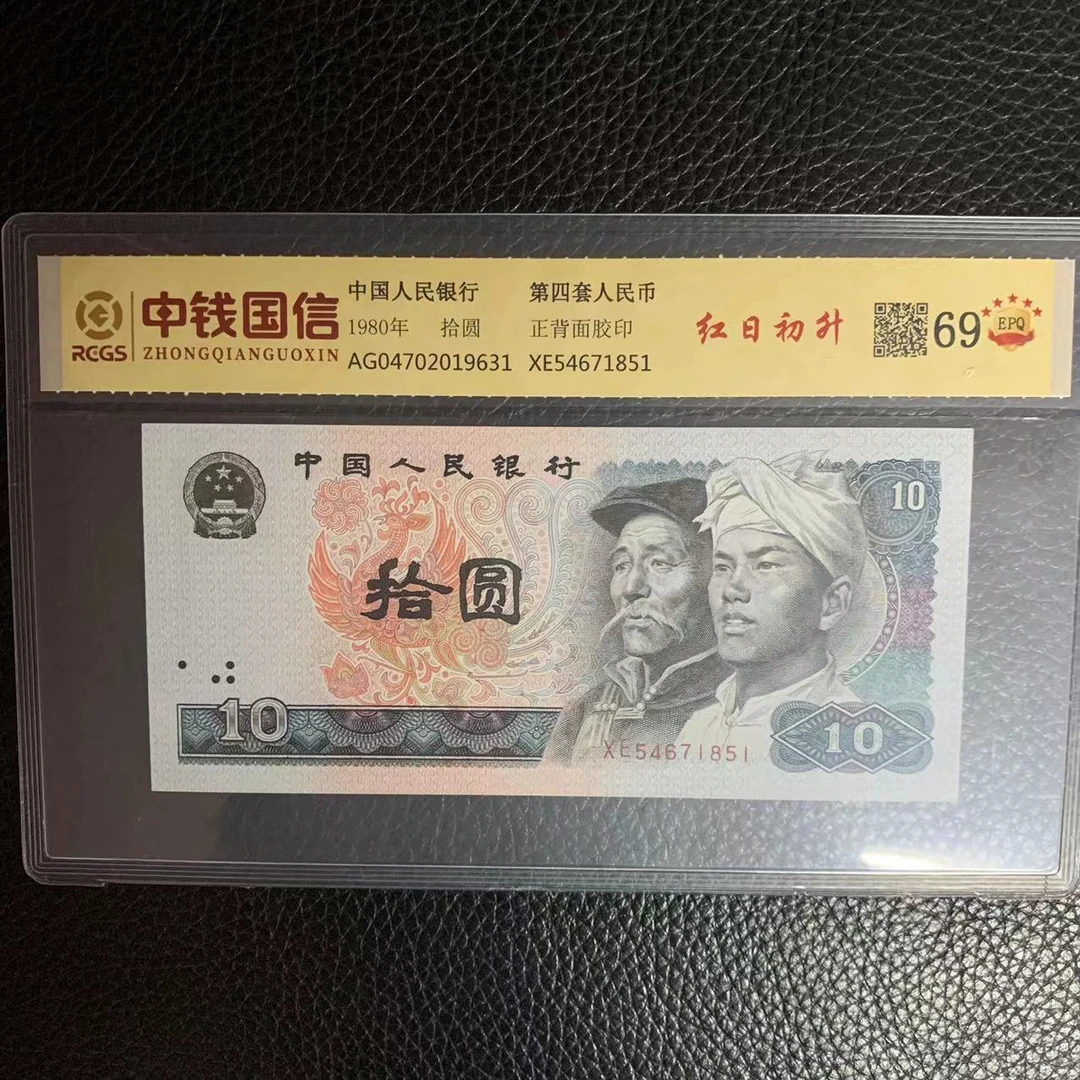 RCGS
中钱国信
ZHONGQIANGUOXIN
中国人民银行 第四套人民币
1980年 拾圆 正背面胶印
AG04702019631 XE54671851
红日初升
69
EPQ
中国人民银行
10
拾圆
10
XE54671851
10